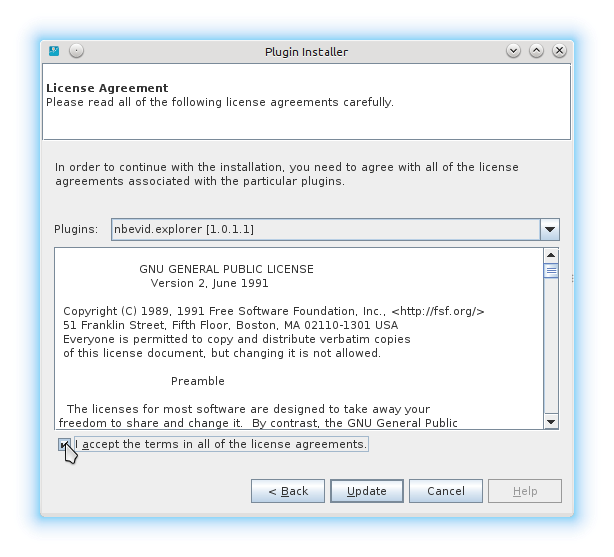 Plugin Installer
License Agreement
Please read all of the following license agreements carefully.
In order to continue with the installation, you need to agree with all of the license
agreements associated with the particular plugins.
Plugins: nbevid.explorer [1.0.1.1]
GNU GENERAL PUBLIC LICENSE
Version 2, June 1991
Copyright (C) 1989, 1991 Free Software Foundation, Inc., <http://fsf.org/>
51 Franklin Street, Fifth Floor, Boston, MA 02110-1301 USA
Everyone is permitted to copy and distribute verbatim copies
of this license document, but changing it is not allowed.
Preamble
The licenses for most software are designed to take away your
freedom to share and change it.  By contrast, the GNU General Public
I accept the terms in all of the license agreements.
< Back Update Cancel Help